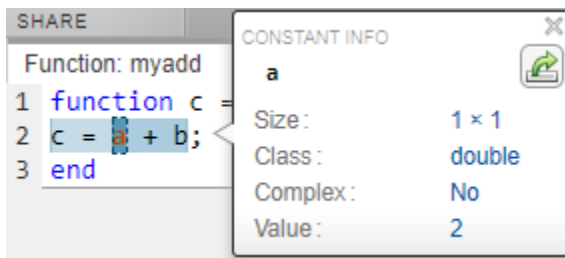 SHARE
Function: myadd
1 function c =
2 c = a + b;
3 end
CONSTANT INFO
a
Size: 1 × 1
Class: double
Complex: No
Value: 2